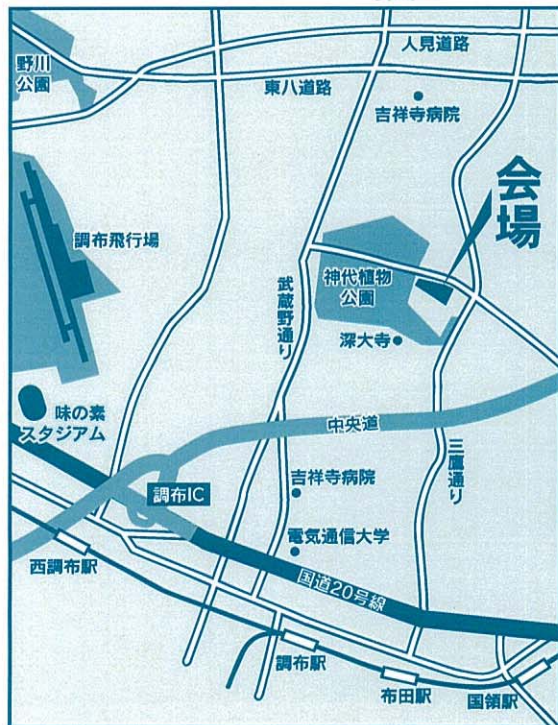 人見道路
野川
公園
東八道路
吉祥寺病院
会場
調布飛行場
神代植物
公園
武蔵野通り
深大寺
味の素
スタジアム
中央道
三鷹通り
調布IC
吉祥寺病院
電気通信大学
西調布駅
国道20号線
調布駅
布田駅
国領駅